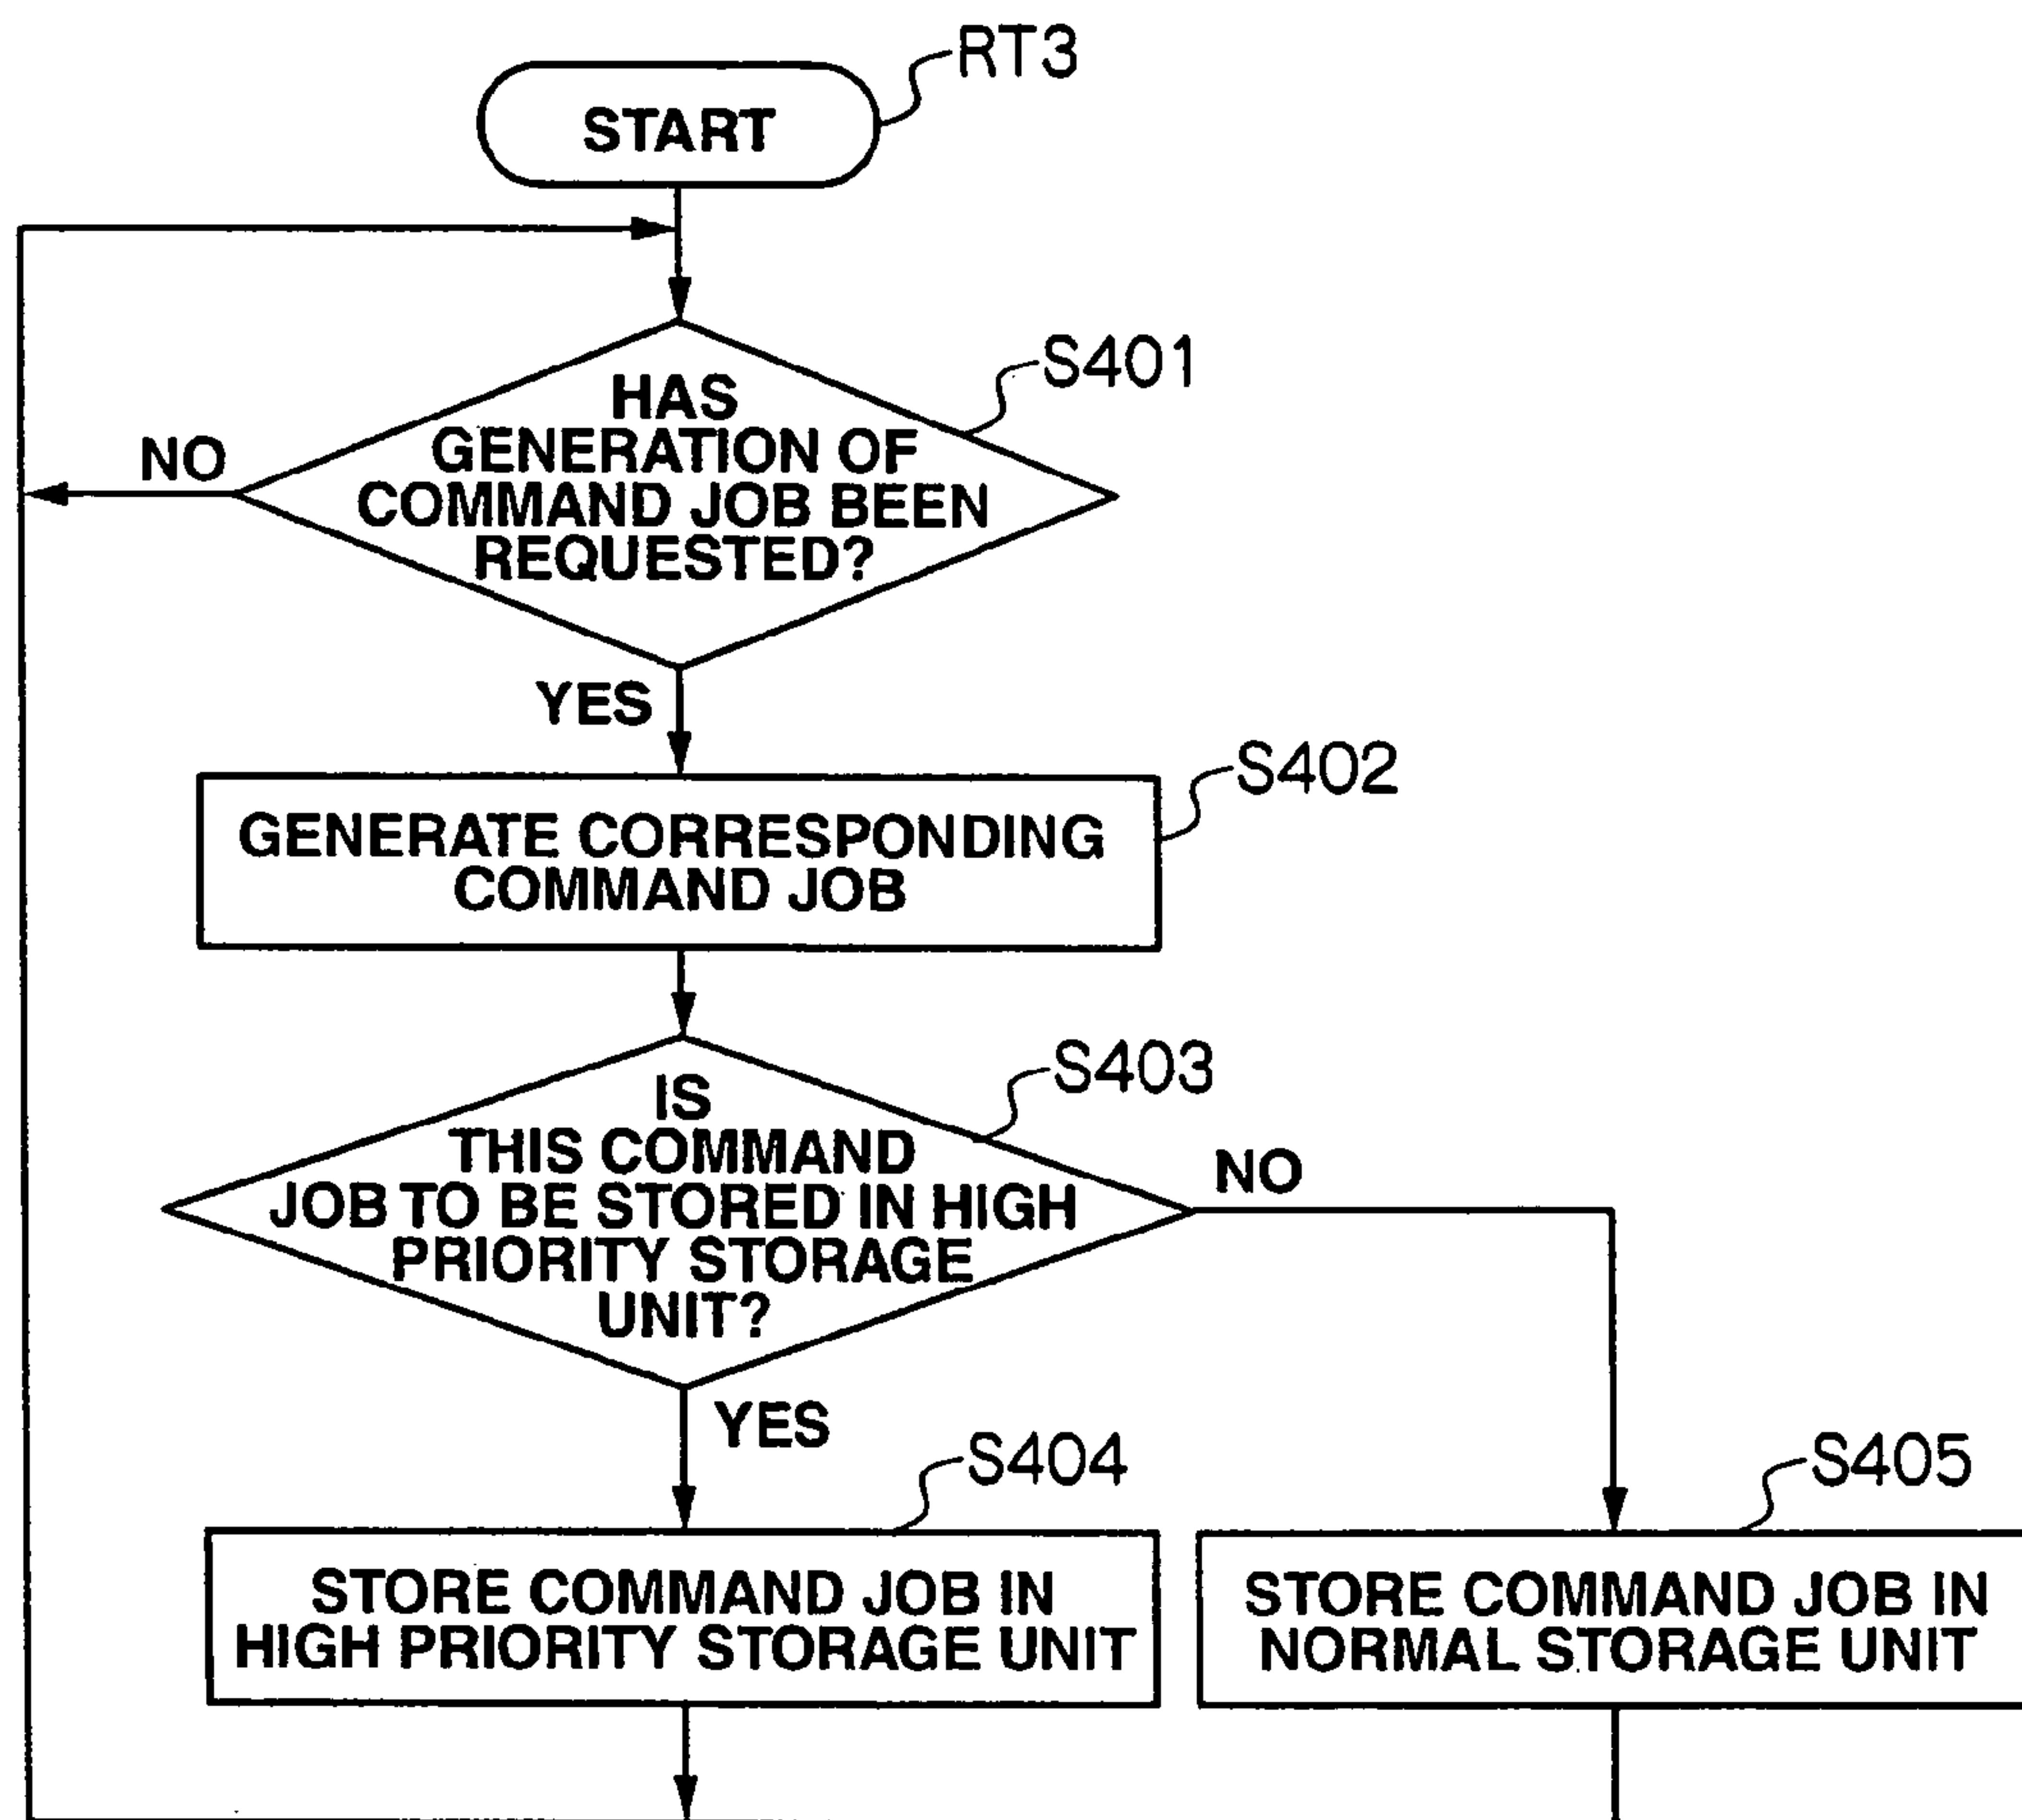 RT3
START
S401
HAS
GENERATION OF
COMMAND JOB BEEN
REQUESTED?
NO
YES
S402
GENERATE CORRESPONDING
COMMAND JOB
S403
IS
THIS COMMAND
JOB TO BE STORED IN HIGH
PRIORITY STORAGE
UNIT?
NO
YES
S404
STORE COMMAND JOB IN
HIGH PRIORITY STORAGE UNIT
S405
STORE COMMAND JOB IN
NORMAL STORAGE UNIT